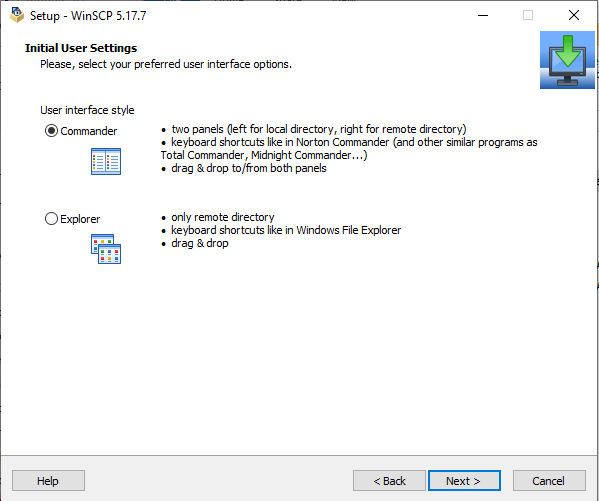 Setup - WinSCP 5.17.7
Initial User Settings
Please, select your preferred user interface options.
User interface style
Commander
• two panels (left for local directory, right for remote directory)
• keyboard shortcuts like in Norton Commander (and other similar programs as
Total Commander, Midnight Commander...)
• drag & drop to/from both panels
Explorer
• only remote directory
• keyboard shortcuts like in Windows File Explorer
• drag & drop
Help
< Back
Next >
Cancel